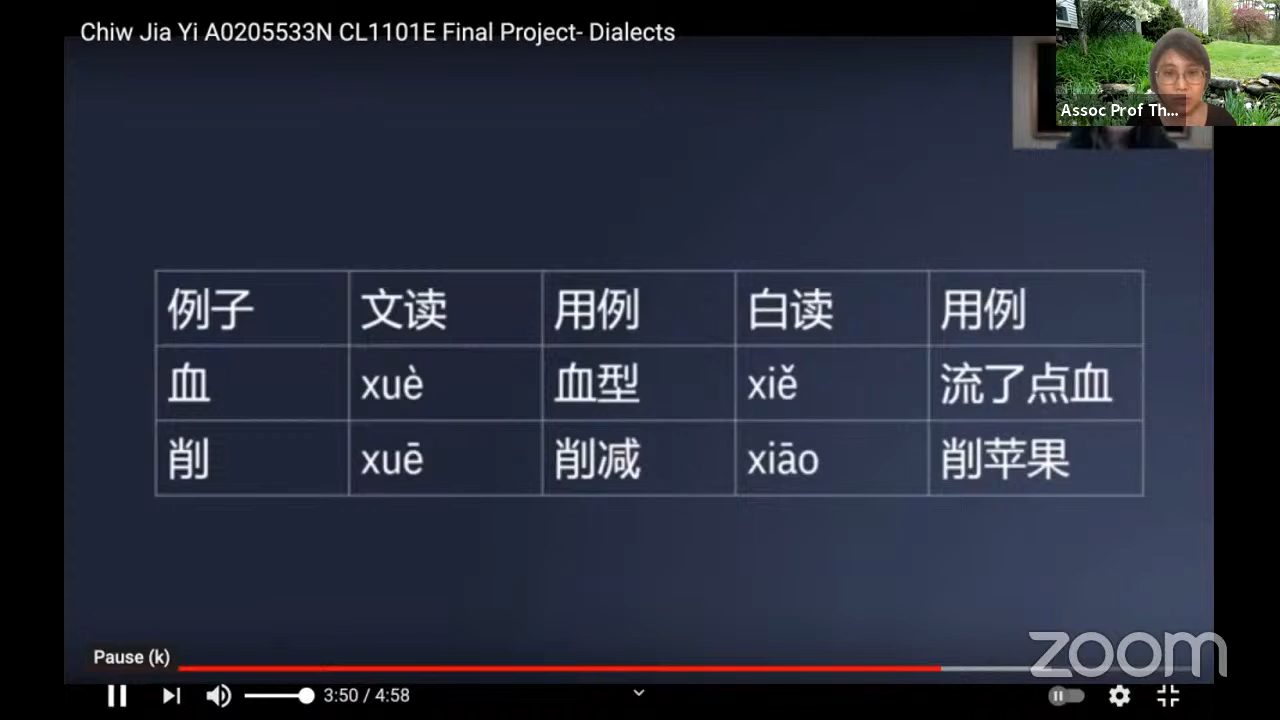 Chiw Jia Yi A0205533N CL1101E Final Project- Dialects
Assoc Prof Th...
例子 文读 用例 白读 用例
血 xuè 血型 xiě 流了点血
削 xuē 削减 xiāo 削苹果
zoom
Pause (k)
3:50 / 4:58